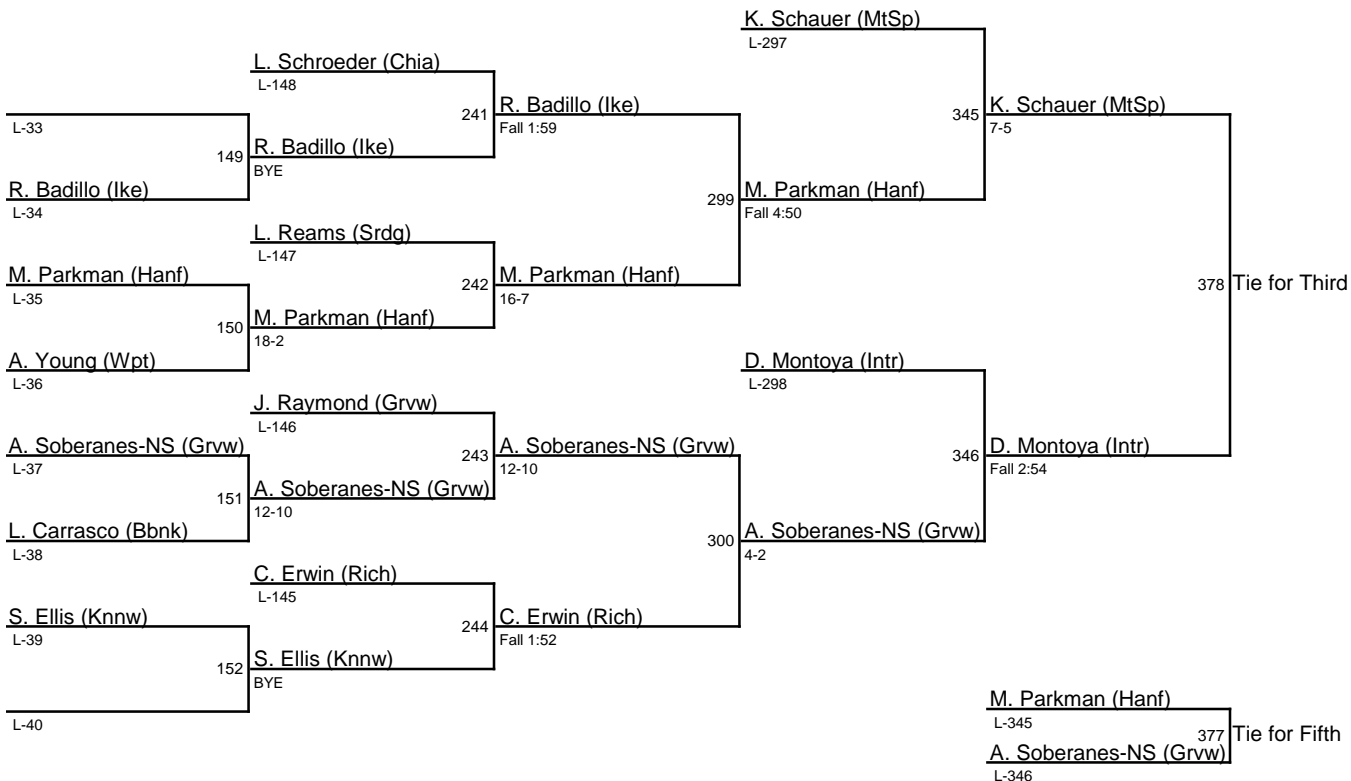 K. Schauer (MtSp)
L-297
L. Schroeder (Chia)
L-148
L-33
241
R. Badillo (Ike)
Fall 1:59
345
K. Schauer (MtSp)
7-5
149
R. Badillo (Ike)
BYE
R. Badillo (Ike)
L-34
299
M. Parkman (Hanf)
Fall 4:50
L. Reams (Srdg)
L-147
M. Parkman (Hanf)
L-35
242
M. Parkman (Hanf)
16-7
378
Tie for Third
150
M. Parkman (Hanf)
18-2
A. Young (Wpt)
L-36
D. Montoya (Intr)
L-298
J. Raymond (Grvw)
L-146
A. Soberanes-NS (Grvw)
L-37
243
A. Soberanes-NS (Grvw)
12-10
346
D. Montoya (Intr)
Fall 2:54
151
A. Soberanes-NS (Grvw)
12-10
L. Carrasco (Bbnk)
L-38
300
A. Soberanes-NS (Grvw)
4-2
C. Erwin (Rich)
L-145
S. Ellis (Knnw)
L-39
244
C. Erwin (Rich)
Fall 1:52
152
S. Ellis (Knnw)
BYE
L-40
M. Parkman (Hanf)
L-345
377
Tie for Fifth
A. Soberanes-NS (Grvw)
L-346